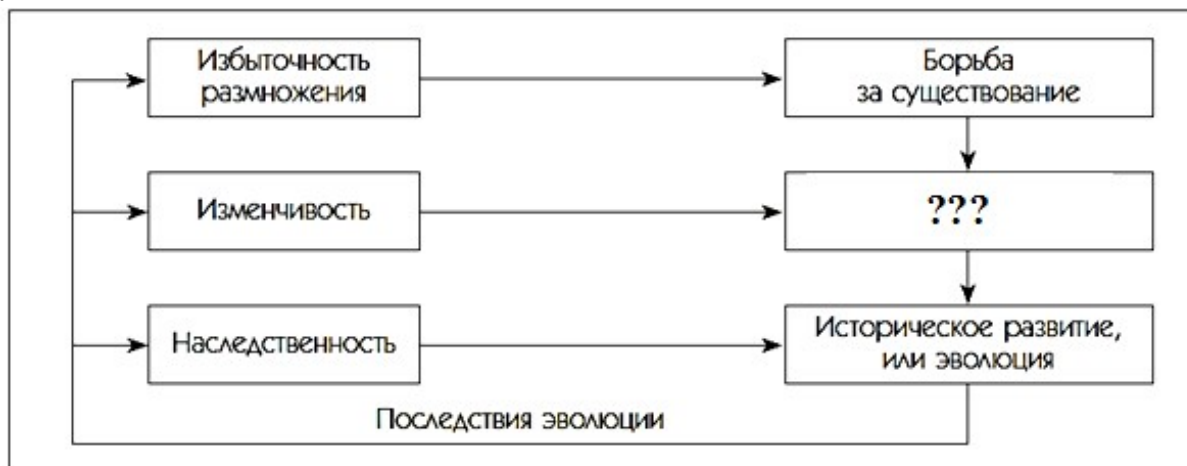 Избыточность
размножения
Борьба
за существование
Изменчивость
???
Наследственность
Историческое развитие,
или эволюция
Последствия эволюции